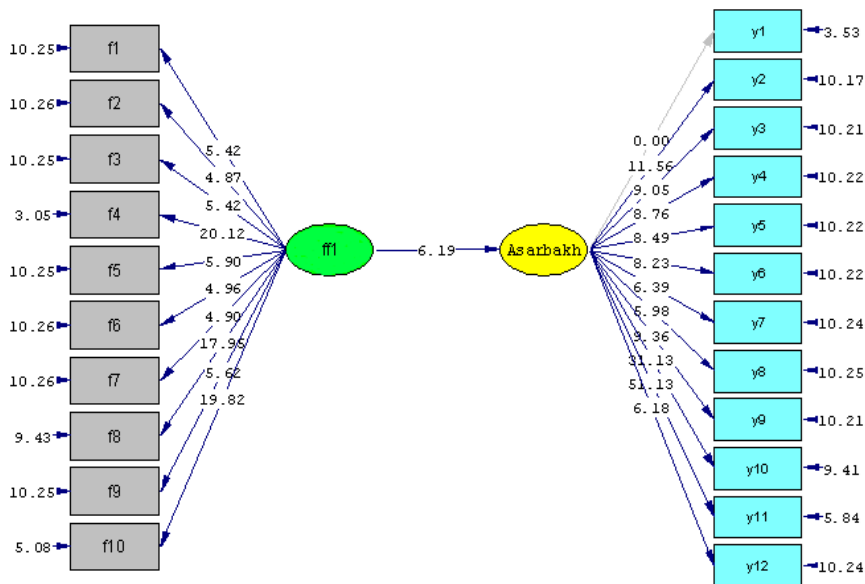 10.25 f1
10.26 f2
10.25 f3
3.05 f4
10.25 f5
10.26 f6
10.26 f7
9.43 f8
10.25 f9
5.08 f10
5.42
4.87
5.42
20.12
5.90
4.96
4.90
17.95
5.62
19.82
ff1
6.19
Asarbakh
0.00
11.56
9.05
8.76
8.49
8.23
6.39
5.98
9.36
31.13
51.13
6.18
y1 3.53
y2 10.17
y3 10.21
y4 10.22
y5 10.22
y6 10.22
y7 10.24
y8 10.25
y9 10.21
y10 9.41
y11 5.84
y12 10.24